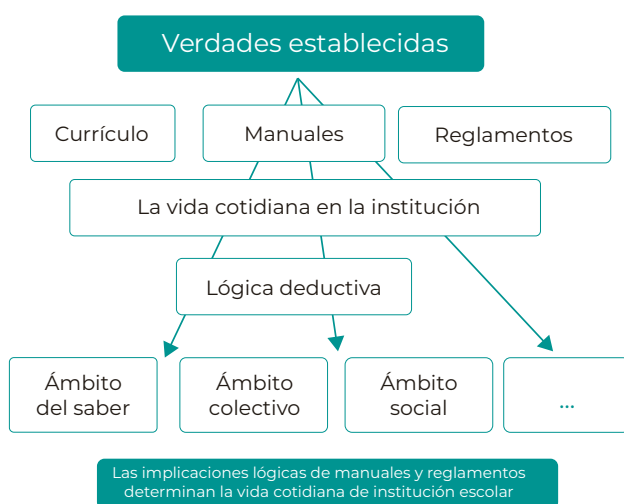 Verdades establecidas
Currículo
Manuales
Reglamentos
La vida cotidiana en la institución
Lógica deductiva
Ámbito
del saber
Ámbito
colectivo
Ámbito
social
...
Las implicaciones lógicas de manuales y reglamentos
determinan la vida cotidiana de institución escolar